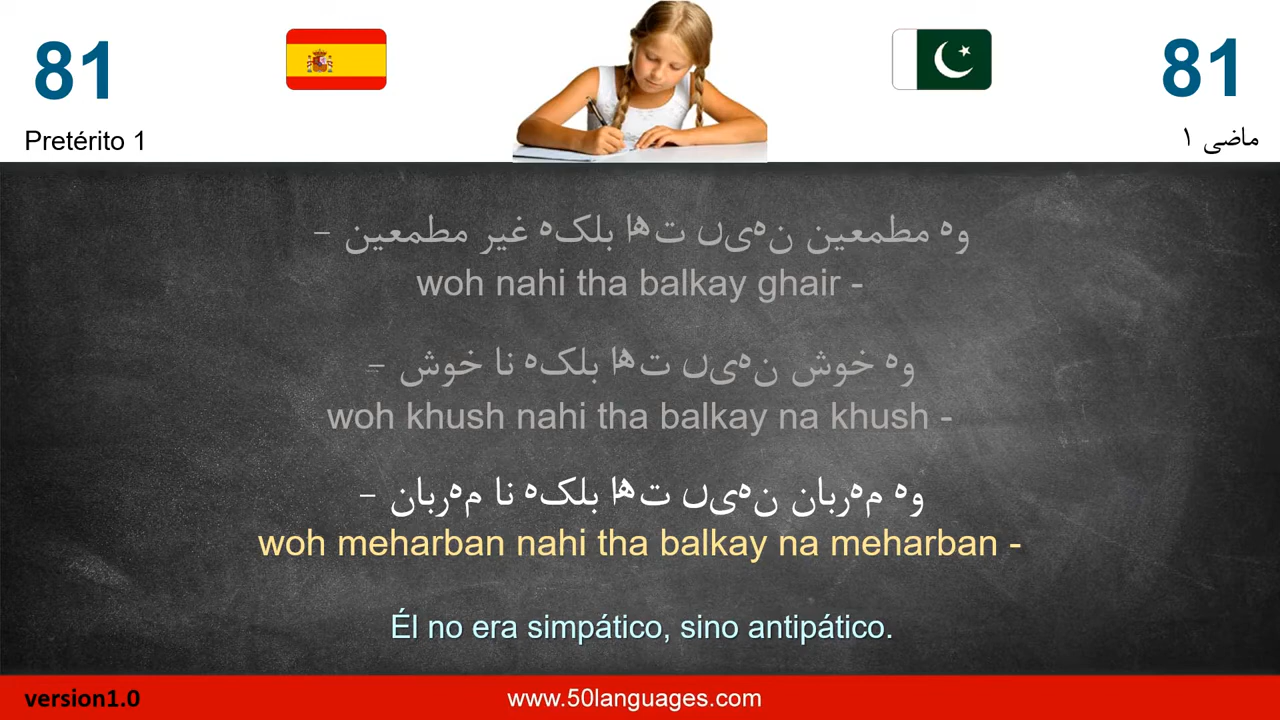 81
81
Pretérito 1
ماضی ۱
وہ مطمعین نہیں تھا بلکہ غیر مطمعین –
woh nahi tha balkay ghair -
وہ خوش نہیں تھا بلکہ نا خوش –
woh khush nahi tha balkay na khush -
وہ مہربان نہیں تھا بلکہ نا مہربان –
woh meharban nahi tha balkay na meharban -
Él no era simpático, sino antipático.
version1.0
www.50languages.com